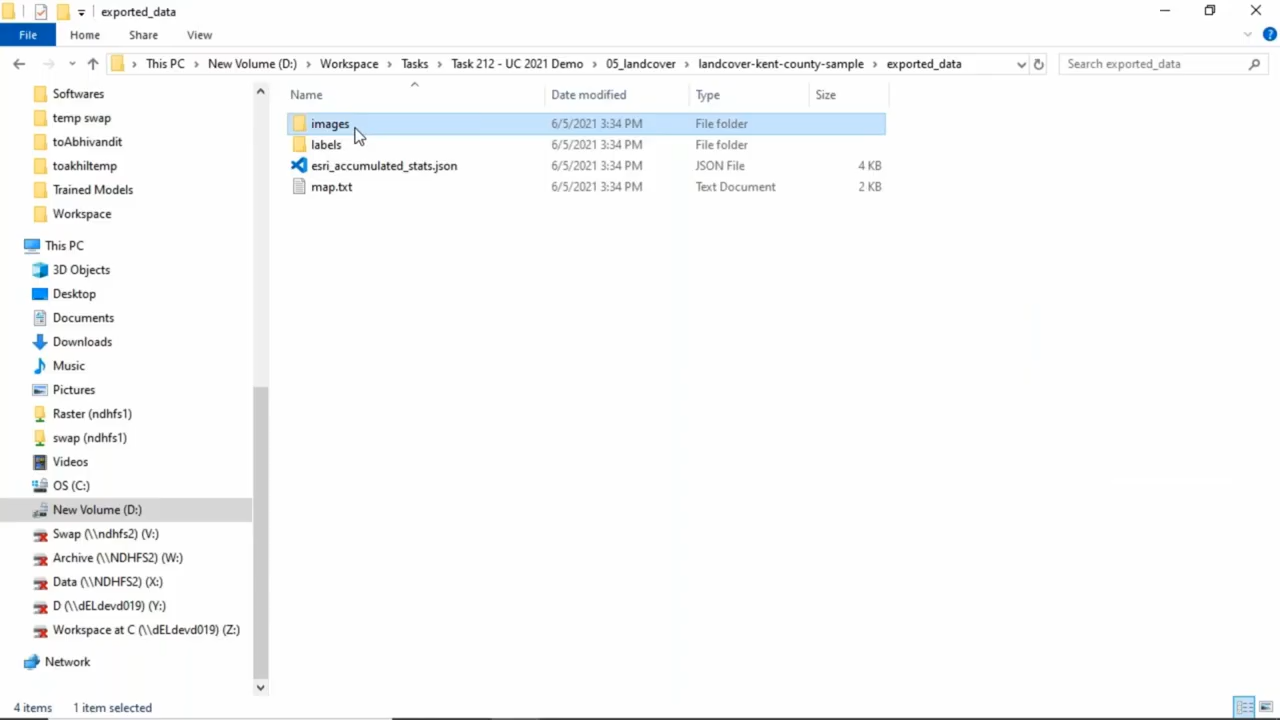 exported_data
File Home Share View
This PC New Volume (D:) Workspace Tasks Task 212 - UC 2021 Demo 05_landcover landcover-kent-county-sample exported_data Search exported_data
Softwares
temp swap
toAbhivandit
toakhiltemp
Trained Models
Workspace
This PC
3D Objects
Desktop
Documents
Downloads
Music
Pictures
Raster (ndhfs1)
swap (ndhfs1)
Videos
OS (C:)
New Volume (D:)
Swap (\\ndhfs2) (V:)
Archive (\\NDHFS2) (W:)
Data (\\NDHFS2) (X:)
D (\\dELdevd019) (Y:)
Workspace at C (\\dELdevd019) (Z:)
Network
Name Date modified Type Size
images 6/5/2021 3:34 PM File folder
labels 6/5/2021 3:34 PM File folder
esri_accumulated_stats.json 6/5/2021 3:34 PM JSON File 4 KB
map.txt 6/5/2021 3:34 PM Text Document 2 KB
4 items 1 item selected